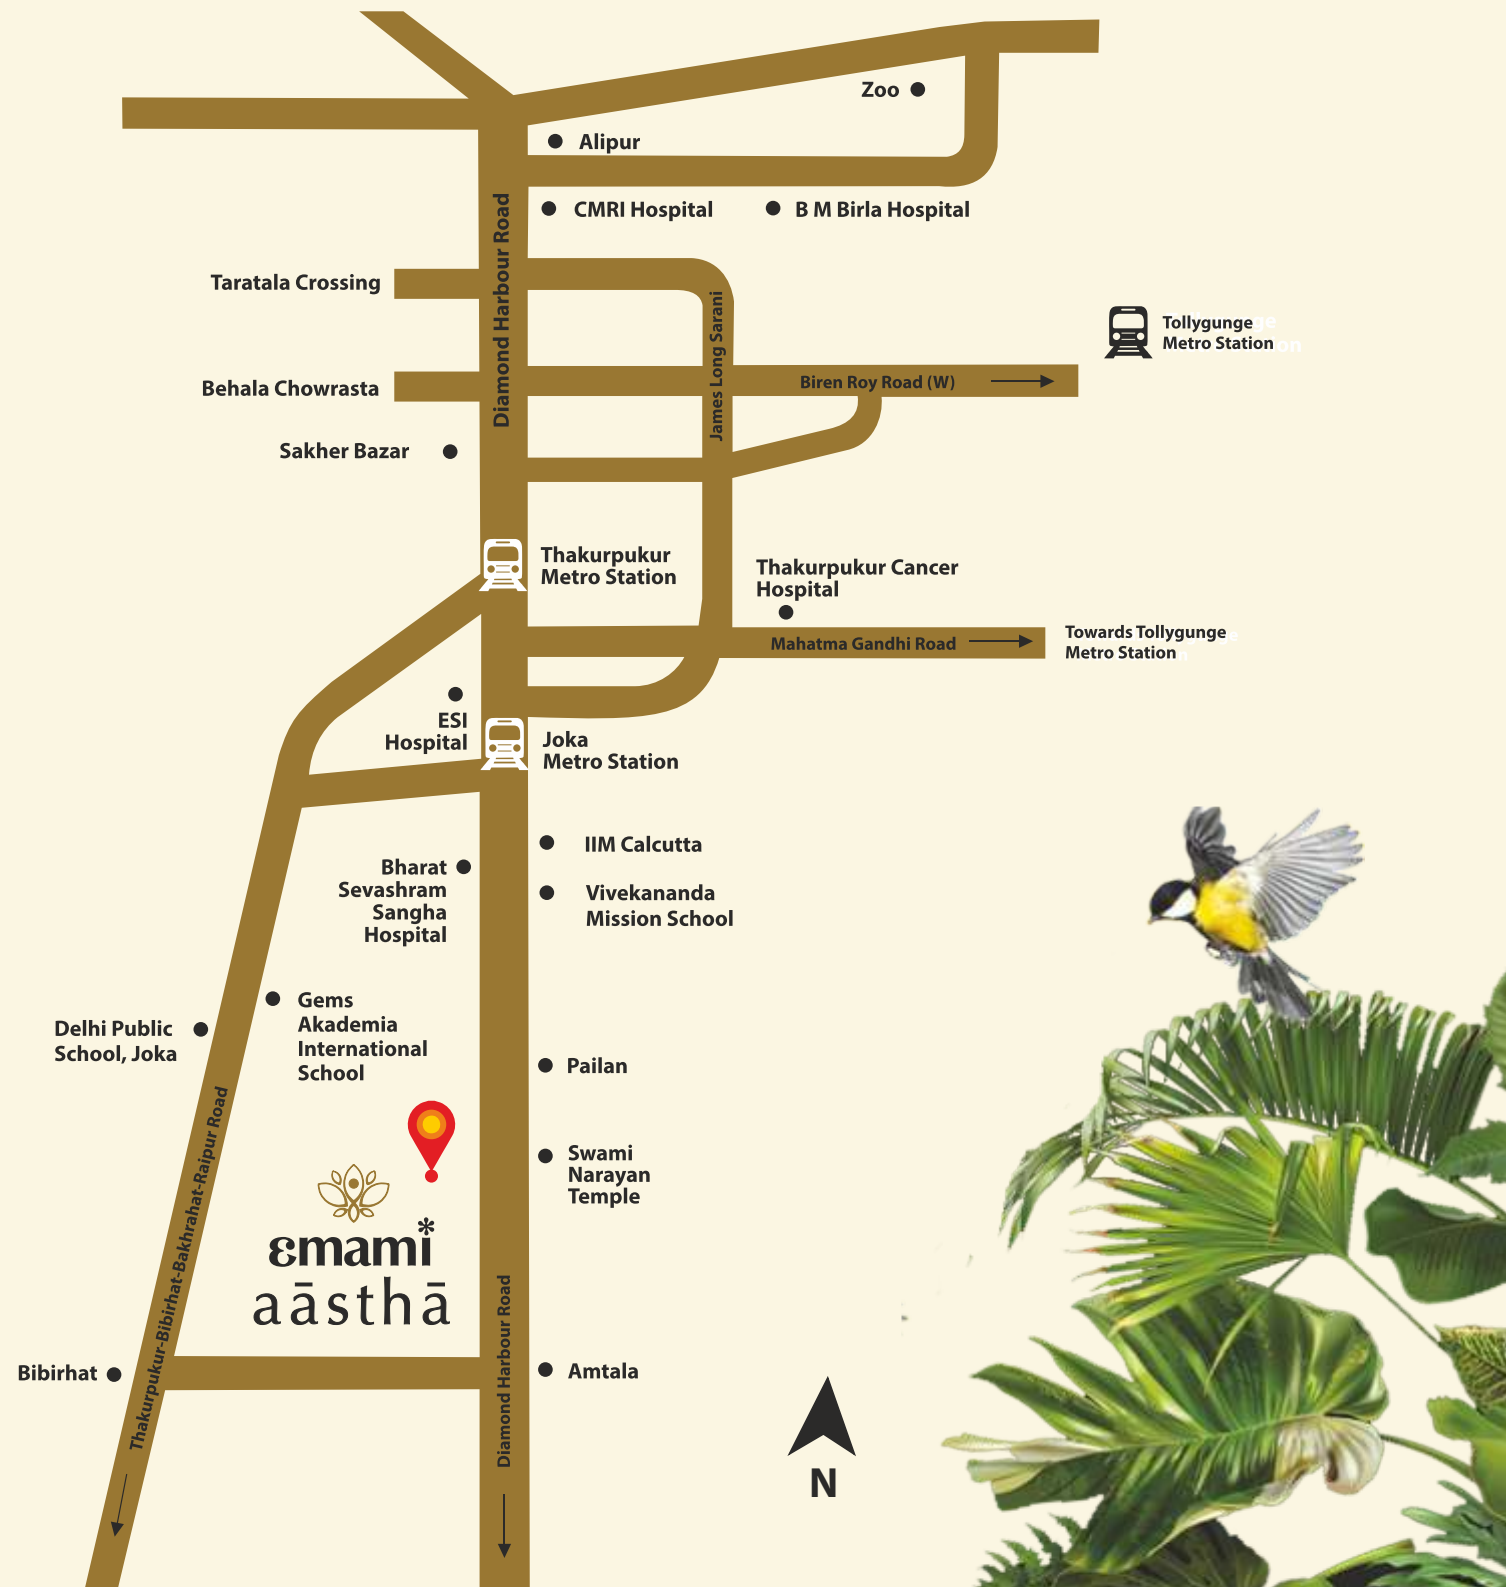 Zoo
Alipur
CMRI Hospital
B M Birla Hospital
Diamond Harbour Road
Taratala Crossing
James Long Sarani
Tollygunge
Metro Station
Behala Chowrasta
Biren Roy Road (W)
Sakher Bazar
Thakurpukur
Metro Station
Thakurpukur Cancer
Hospital
Mahatma Gandhi Road
Towards Tollygunge
Metro Station
ESI
Hospital
Joka
Metro Station
IIM Calcutta
Bharat
Sevashram
Sangha
Hospital
Vivekananda
Mission School
Gems
Akademia
International
School
Delhi Public
School, Joka
Pailan
Thakurpukur-Bibirhat-Bakhrahat-Raipur Road
Swami
Narayan
Temple
emami*
aāsthā
Diamond Harbour Road
Bibirhat
Amtala
N